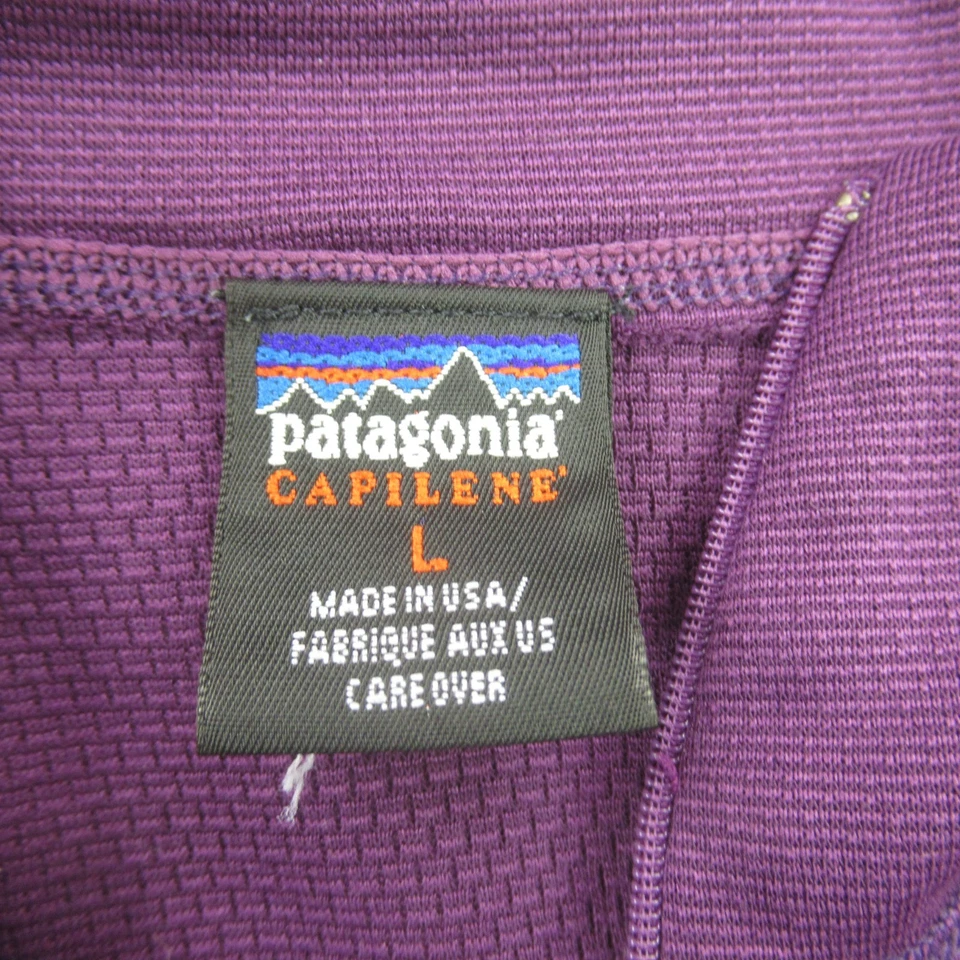 patagonia®
CAPILENE®
L
MADE IN USA/
FABRIQUE AUX US
CARE OVER